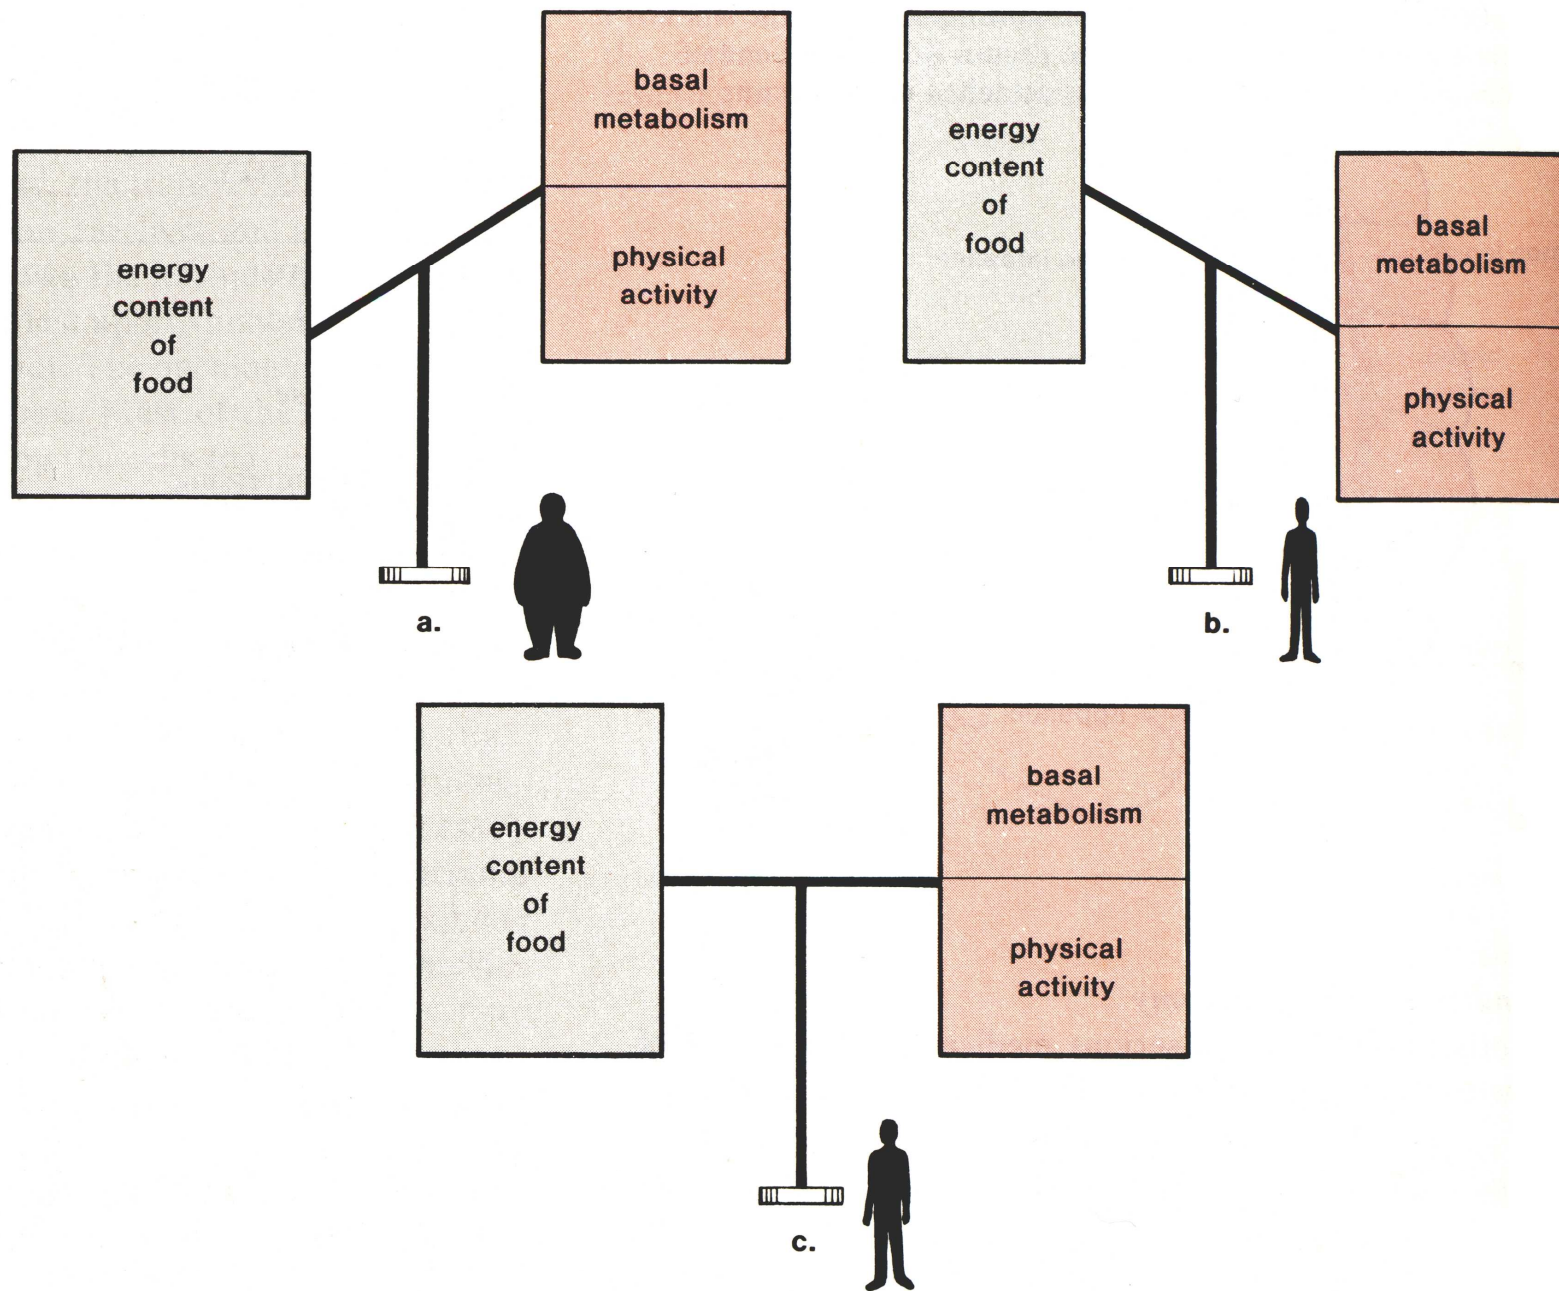 energy
content
of
food
basal
metabolism
physical
activity
a.
energy
content
of
food
basal
metabolism
physical
activity
b.
energy
content
of
food
basal
metabolism
physical
activity
c.